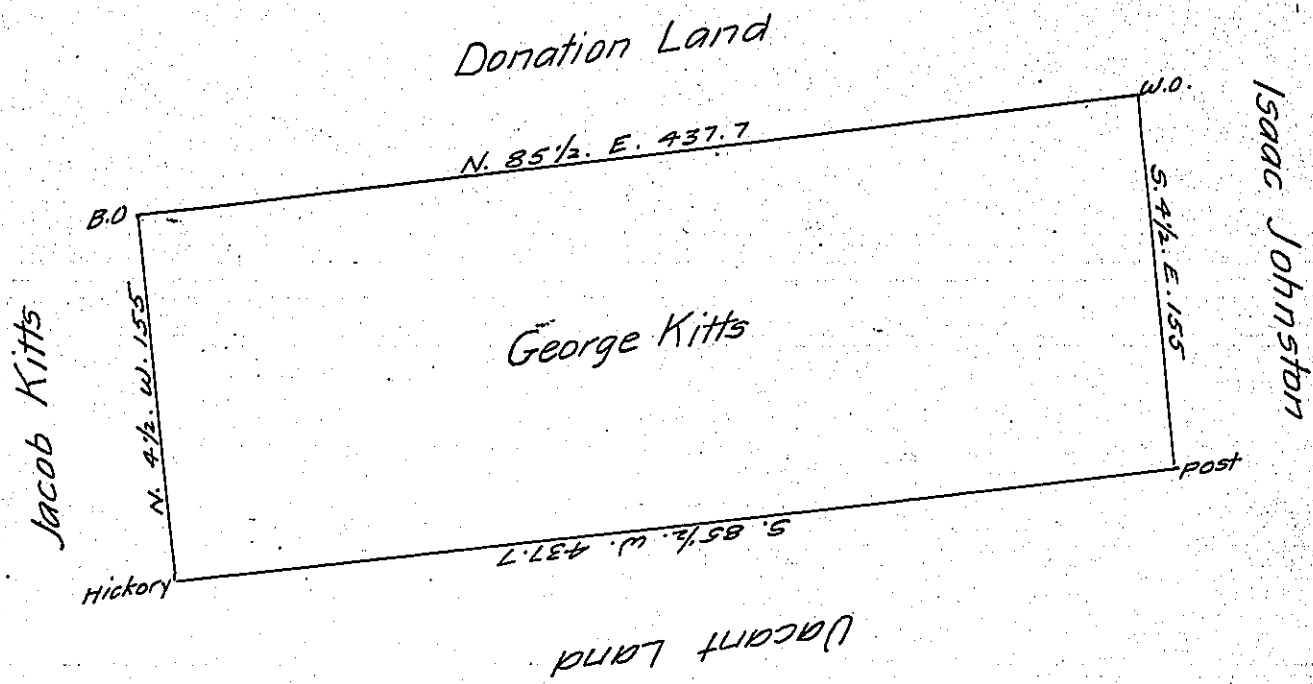 Donation Land
W.O.
N. 85½. E. 437.7
B.O
Isaac Johnston
S. 4½. E. 155
Jacob Kitts
N. 4½. W. 155
George Kitts
Post
S. 85½. W. 437.7
Hickory
Vacant Land